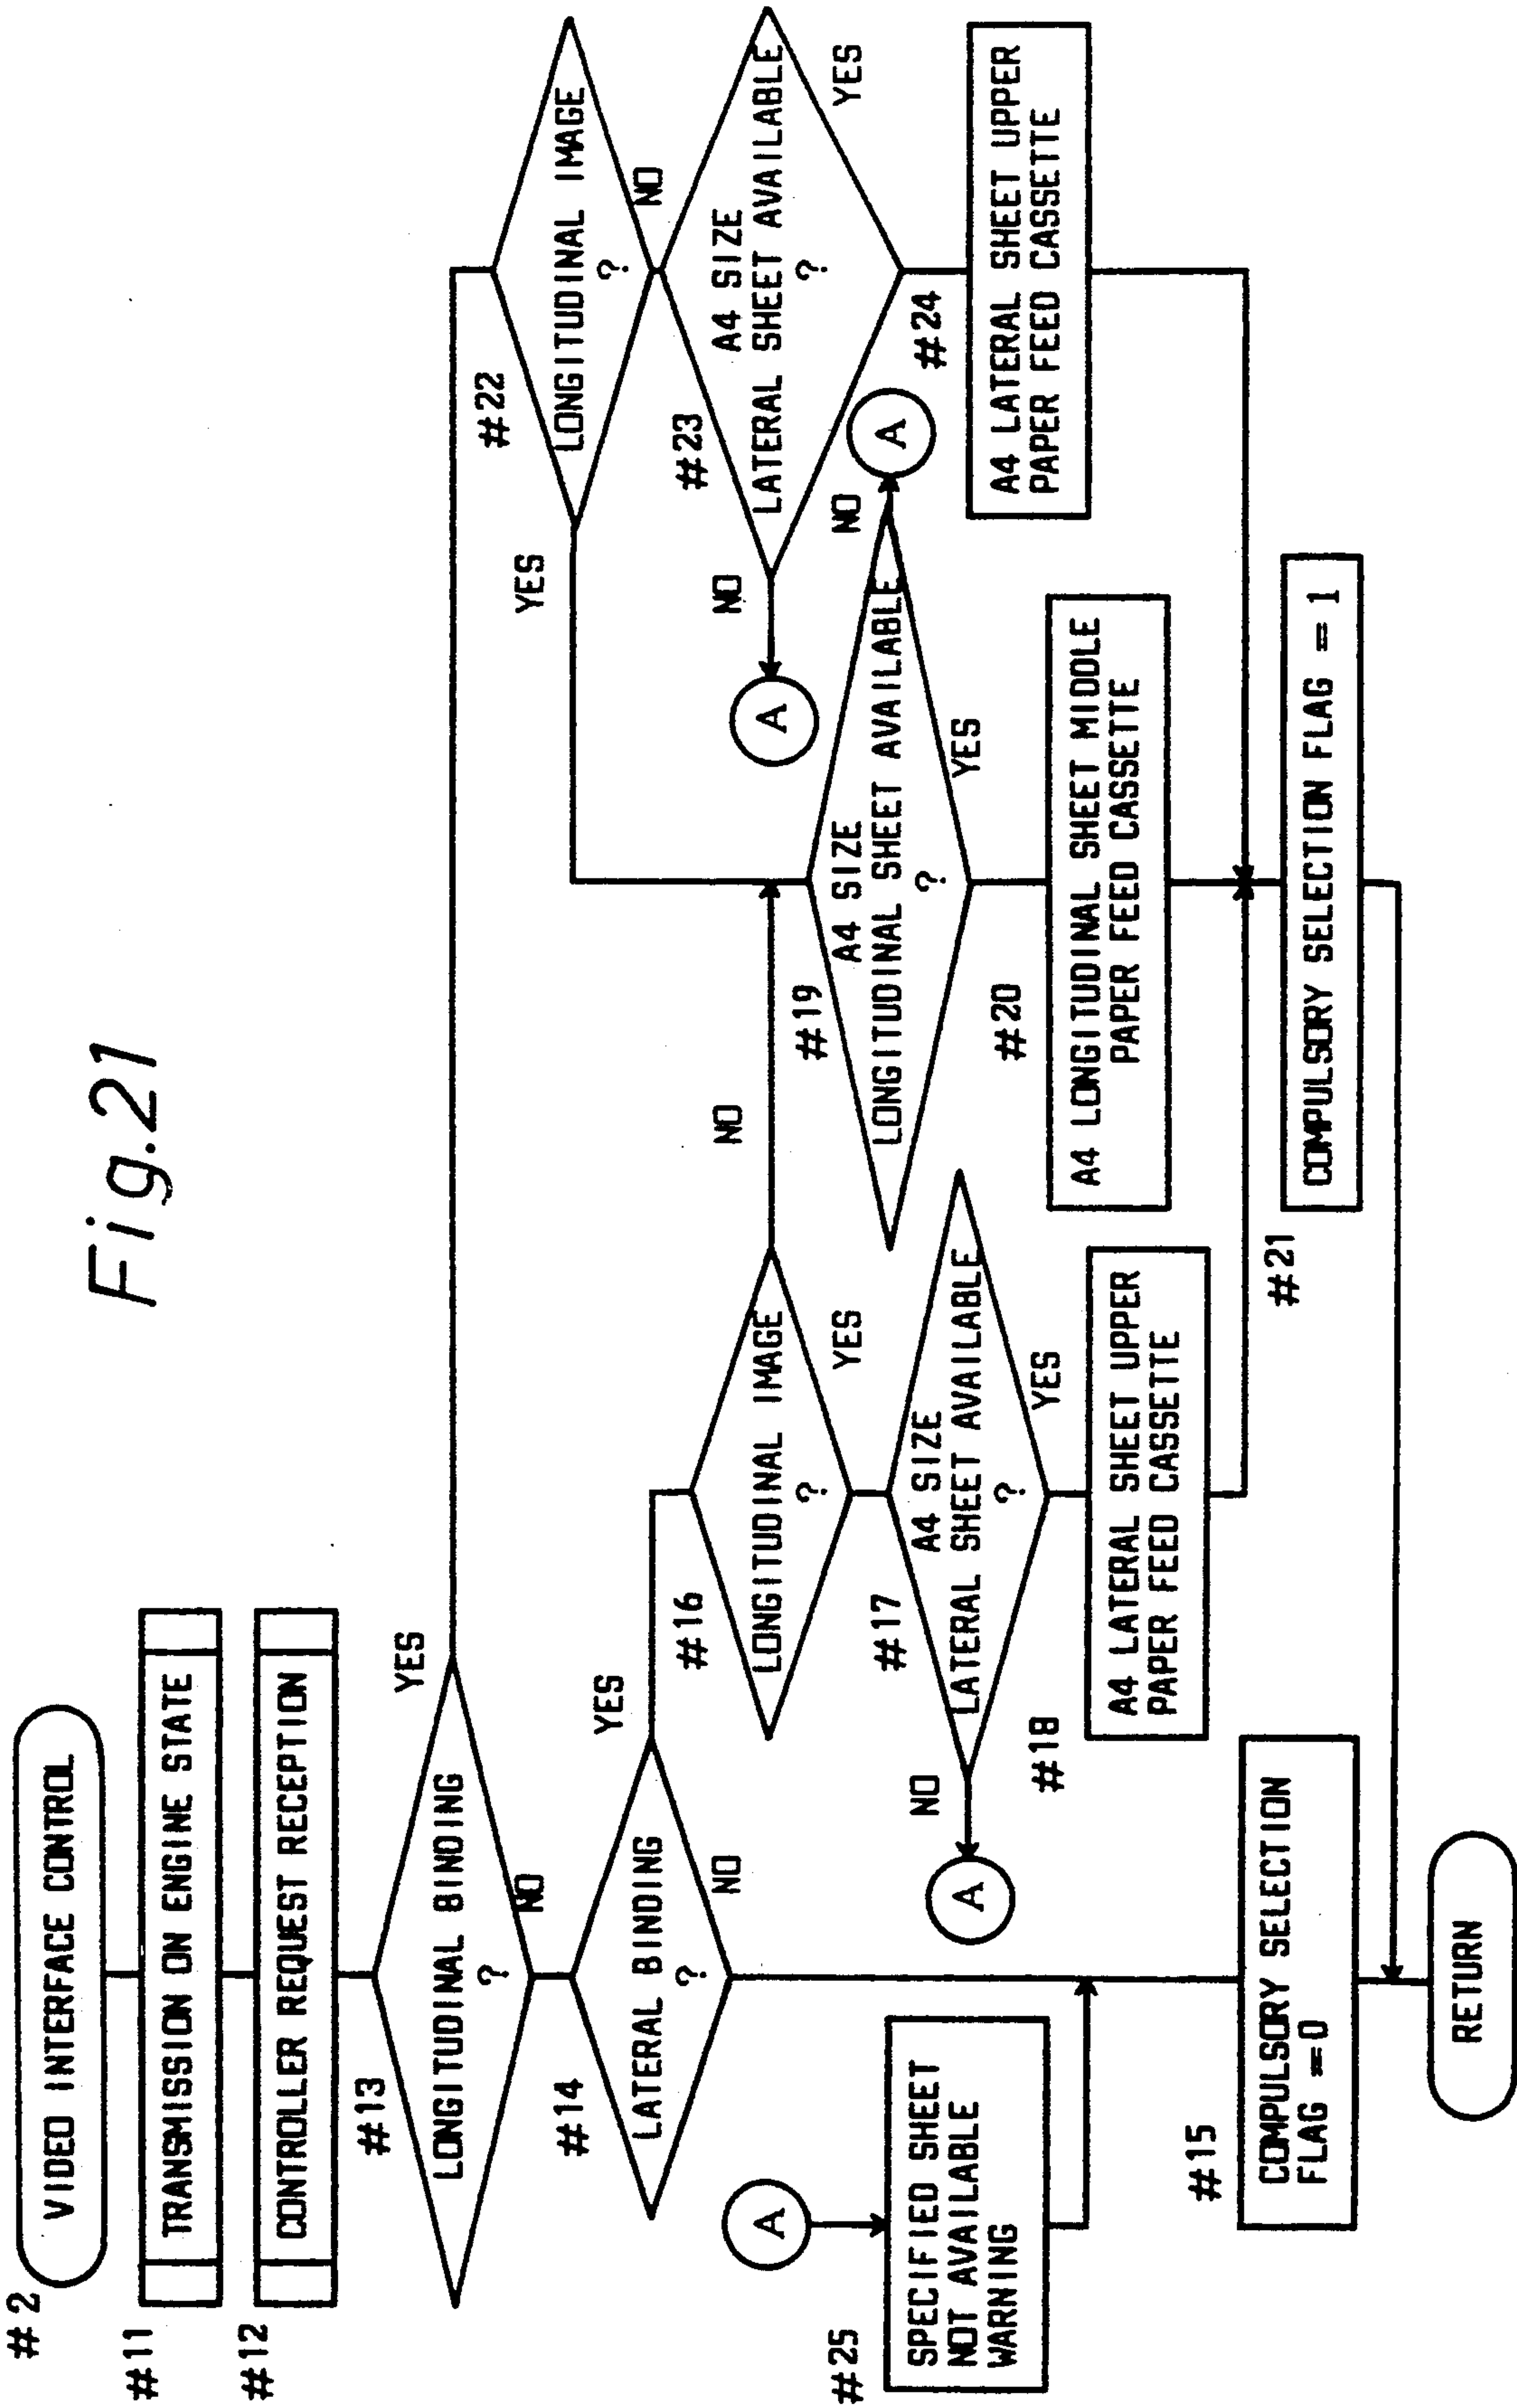 Fig.21
#2
VIDEO INTERFACE CONTROL
#11
TRANSMISSION ON ENGINE STATE
#12
CONTROLLER REQUEST RECEPTION
#13
LONGITUDINAL BINDING
?
YES
NO
#14
LATERAL BINDING
?
YES
NO
#16
LONGITUDINAL IMAGE
?
NO
YES
#17
A4 SIZE
LATERAL SHEET AVAILABLE
?
NO
YES
A
#18
A4 LATERAL SHEET UPPER
PAPER FEED CASSETTE
#22
LONGITUDINAL IMAGE
?
YES
NO
#23
A4 SIZE
LATERAL SHEET AVAILABLE
?
NO
YES
A
#24
A4 LATERAL SHEET UPPER
PAPER FEED CASSETTE
#19
A4 SIZE
LONGITUDINAL SHEET AVAILABLE
?
NO
YES
A
#20
A4 LONGITUDINAL SHEET MIDDLE
PAPER FEED CASSETTE
#21
COMPULSORY SELECTION FLAG = 1
A
#25
SPECIFIED SHEET
NOT AVAILABLE
WARNING
#15
COMPULSORY SELECTION
FLAG =0
RETURN